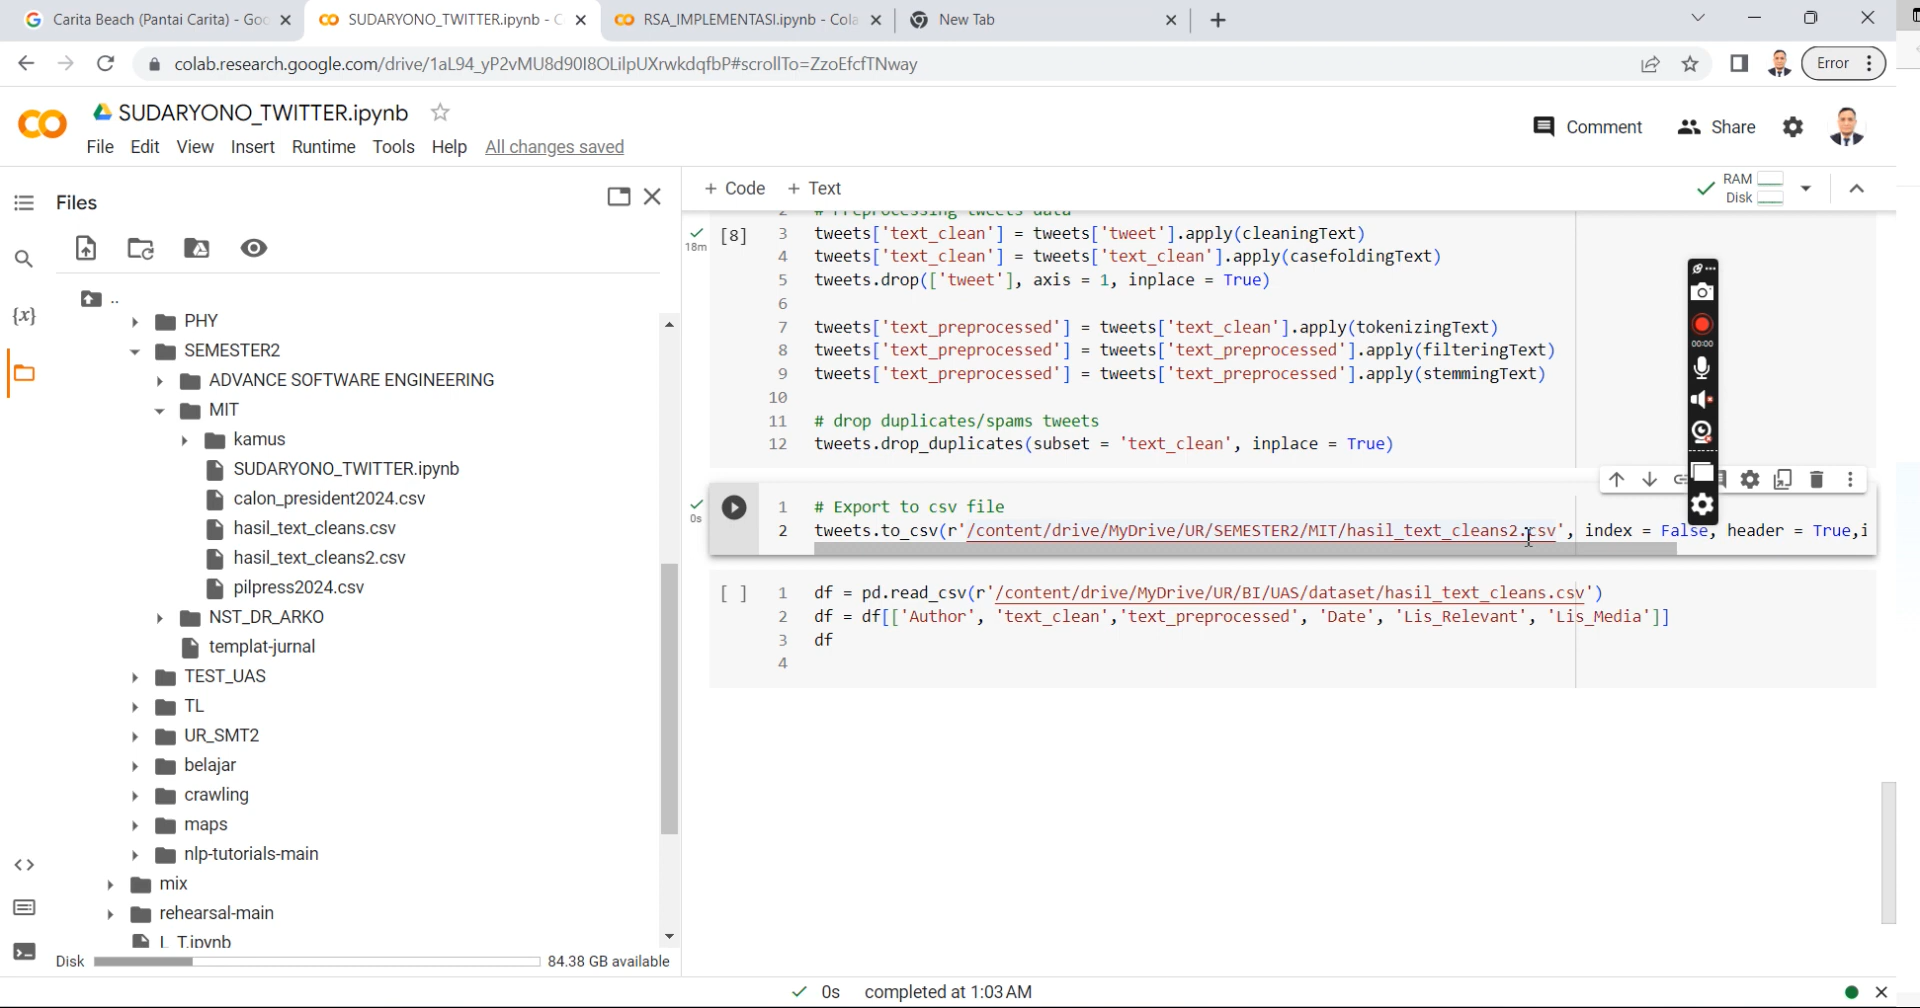 Carita Beach (Pantai Carita) - Goo
SUDARYONO_TWITTER.ipynb - C
RSA_IMPLEMENTASI.ipynb - Cola
New Tab
colab.research.google.com/drive/1aL94_yP2vMU8d90I8OLilpUXrwkdqfbP#scrollTo=ZzoEfcfTNway
Error
SUDARYONO_TWITTER.ipynb
File Edit View Insert Runtime Tools Help All changes saved
Comment
Share
Files
+ Code + Text
RAM
Disk
{x}
..
PHY
SEMESTER2
ADVANCE SOFTWARE ENGINEERING
MIT
kamus
SUDARYONO_TWITTER.ipynb
calon_president2024.csv
hasil_text_cleans.csv
hasil_text_cleans2.csv
pilpress2024.csv
NST_DR_ARKO
templat-jurnal
TEST_UAS
TL
UR_SMT2
belajar
crawling
maps
nlp-tutorials-main
mix
rehearsal-main
L_T.ipynb
Disk
84.38 GB available
2 # Preprocessing tweets data
18m [8]
3 tweets['text_clean'] = tweets['tweet'].apply(cleaningText)
4 tweets['text_clean'] = tweets['text_clean'].apply(casefoldingText)
5 tweets.drop(['tweet'], axis = 1, inplace = True)
6
7 tweets['text_preprocessed'] = tweets['text_clean'].apply(tokenizingText)
8 tweets['text_preprocessed'] = tweets['text_preprocessed'].apply(filteringText)
9 tweets['text_preprocessed'] = tweets['text_preprocessed'].apply(stemmingText)
10
11 # drop duplicates/spams tweets
12 tweets.drop_duplicates(subset = 'text_clean', inplace = True)
00:00
0s
1 # Export to csv file
2 tweets.to_csv(r'/content/drive/MyDrive/UR/SEMESTER2/MIT/hasil_text_cleans2.csv', index = False, header = True,i
[ ]
1 df = pd.read_csv(r'/content/drive/MyDrive/UR/BI/UAS/dataset/hasil_text_cleans.csv')
2 df = df[['Author', 'text_clean','text_preprocessed', 'Date', 'Lis_Relevant', 'Lis_Media']]
3 df
4
0s completed at 1:03 AM